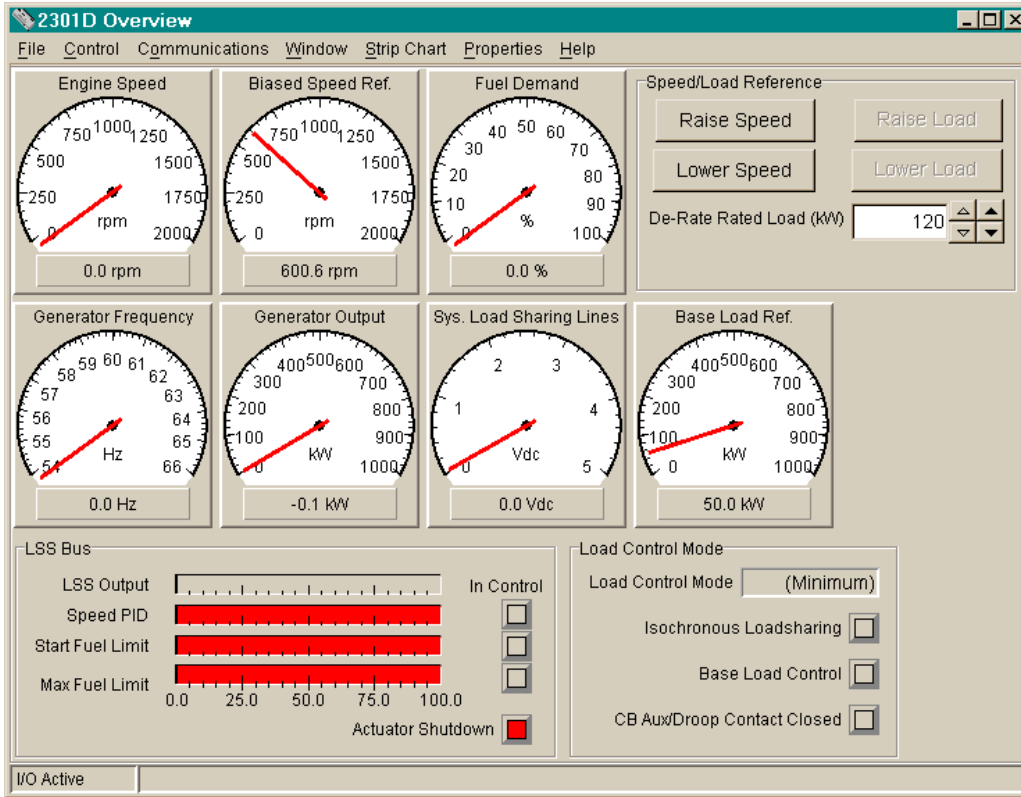 2301D Overview
File Control Communications Window Strip Chart Properties Help
Engine Speed
0 250 500 750 1000 1250 1500 1750 2000
rpm
0.0 rpm
Biased Speed Ref.
0 250 500 750 1000 1250 1500 1750 2000
rpm
600.6 rpm
Fuel Demand
0 10 20 30 40 50 60 70 80 90 100
%
0.0 %
Speed/Load Reference
Raise Speed Raise Load
Lower Speed Lower Load
De-Rate Rated Load (kW) 120
Generator Frequency
54 55 56 57 58 59 60 61 62 63 64 65 66
Hz
0.0 Hz
Generator Output
0 100 200 300 400 500 600 700 800 900 1000
kW
-0.1 kW
Sys. Load Sharing Lines
0 1 2 3 4 5
Vdc
0.0 Vdc
Base Load Ref.
0 100 200 300 400 500 600 700 800 900 1000
kW
50.0 kW
LSS Bus
LSS Output In Control
Speed PID
Start Fuel Limit
Max Fuel Limit
0.0 25.0 50.0 75.0 100.0
Actuator Shutdown
Load Control Mode
Load Control Mode (Minimum)
Isochronous Loadsharing
Base Load Control
CB Aux/Droop Contact Closed
I/O Active